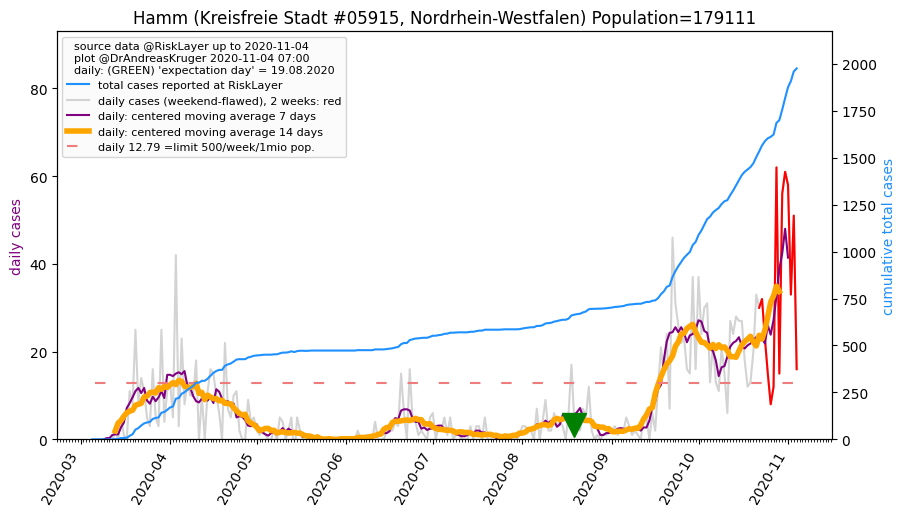 Hamm (Kreisfreie Stadt #05915, Nordrhein-Westfalen) Population=179111
source data @RiskLayer up to 2020-11-04
plot @DrAndreasKruger 2020-11-04 07:00
daily: (GREEN) 'expectation day' = 19.08.2020
total cases reported at RiskLayer
daily cases (weekend-flawed), 2 weeks: red
daily: centered moving average 7 days
daily: centered moving average 14 days
daily 12.79 =limit 500/week/1mio pop.
daily cases
0
20
40
60
80
cumulative total cases
0
250
500
750
1000
1250
1500
1750
2000
2020-03
2020-04
2020-05
2020-06
2020-07
2020-08
2020-09
2020-10
2020-11